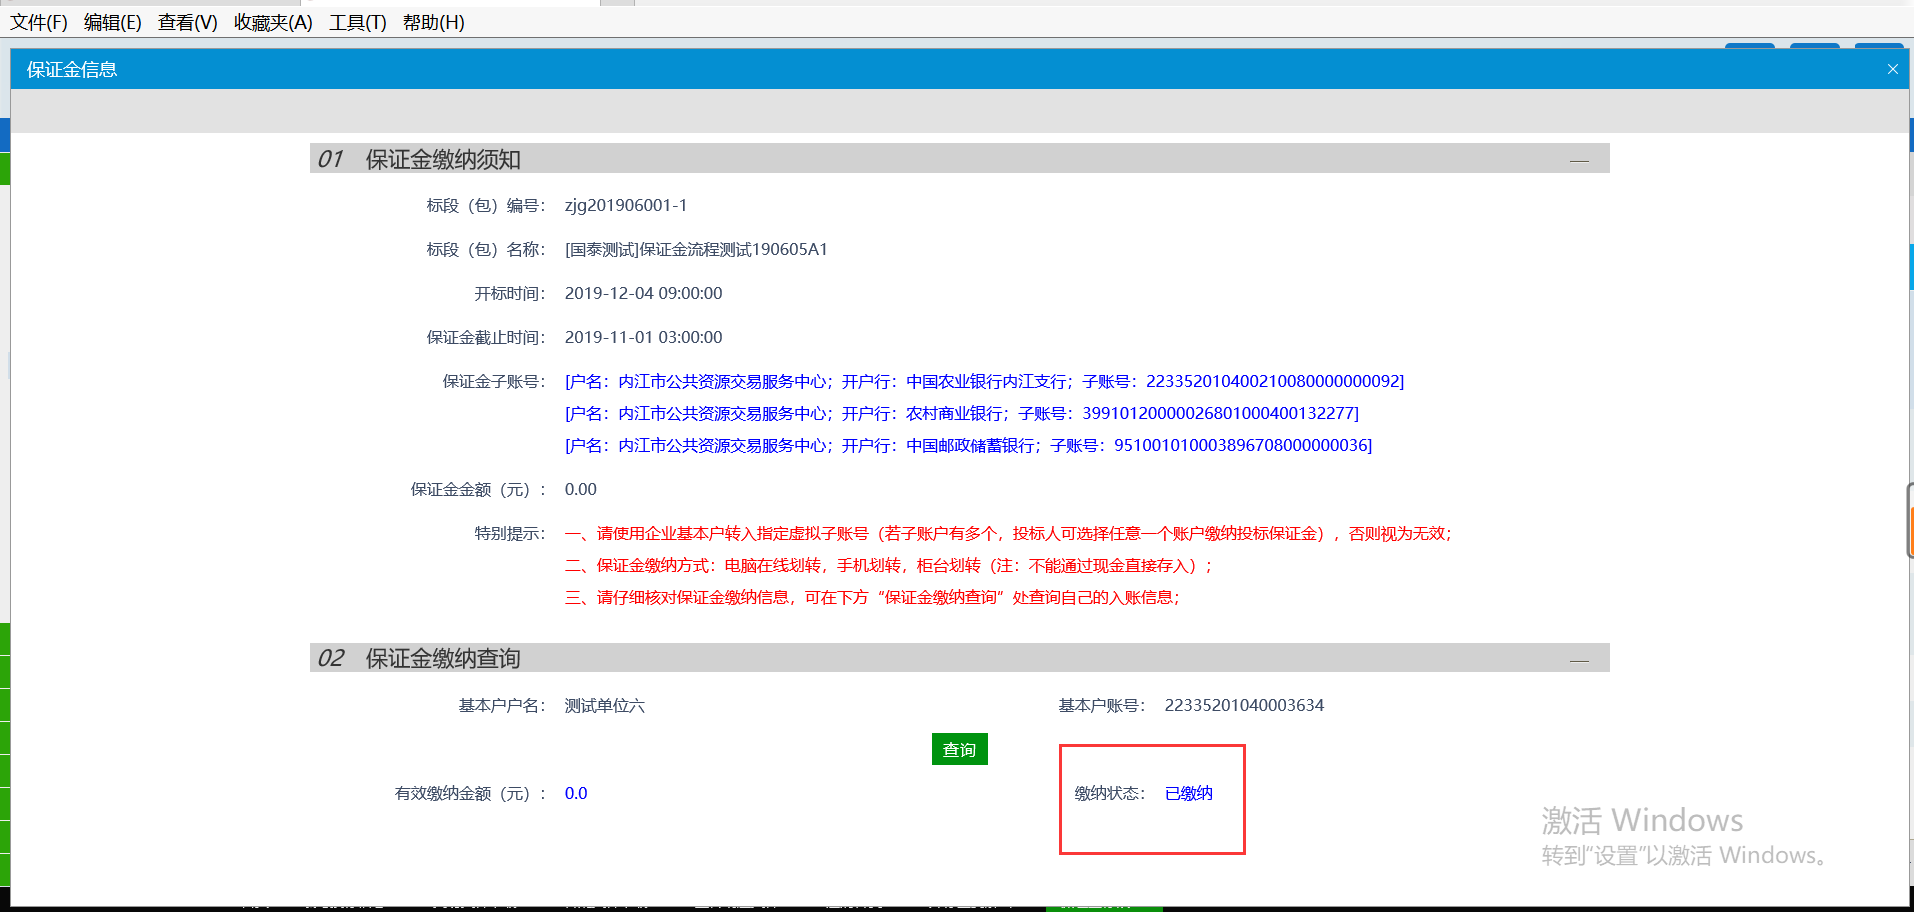 文件(F) 编辑(E) 查看(V) 收藏夹(A) 工具(T) 帮助(H)
保证金信息
01 保证金缴纳须知
标段（包）编号： zjg201906001-1
标段（包）名称： [国泰测试]保证金流程测试190605A1
开标时间： 2019-12-04 09:00:00
保证金截止时间： 2019-11-01 03:00:00
保证金子账号： [户名：内江市公共资源交易服务中心；开户行：中国农业银行内江支行；子账号：22335201040021008000000​0092]
[户名：内江市公共资源交易服务中心；开户行：农村商业银行；子账号：39910120000026801000400132277]
[户名：内江市公共资源交易服务中心；开户行：中国邮政储蓄银行；子账号：951001010003896708000000036]
保证金金额（元）： 0.00
特别提示： 一、请使用企业基本户转入指定虚拟子账号（若子账户有多个，投标人可选择任意一个账户缴纳投标保证金），否则视为无效；
二、保证金缴纳方式：电脑在线划转，手机划转，柜台划转（注：不能通过现金直接存入）；
三、请仔细核对保证金缴纳信息，可在下方“保证金缴纳查询”处查询自己的入账信息；
02 保证金缴纳查询
基本户户名： 测试单位六 基本户账号： 22335201040003634
查询
有效缴纳金额（元）： 0.0 缴纳状态： 已缴纳
激活 Windows
转到“设置”以激活 Windows。